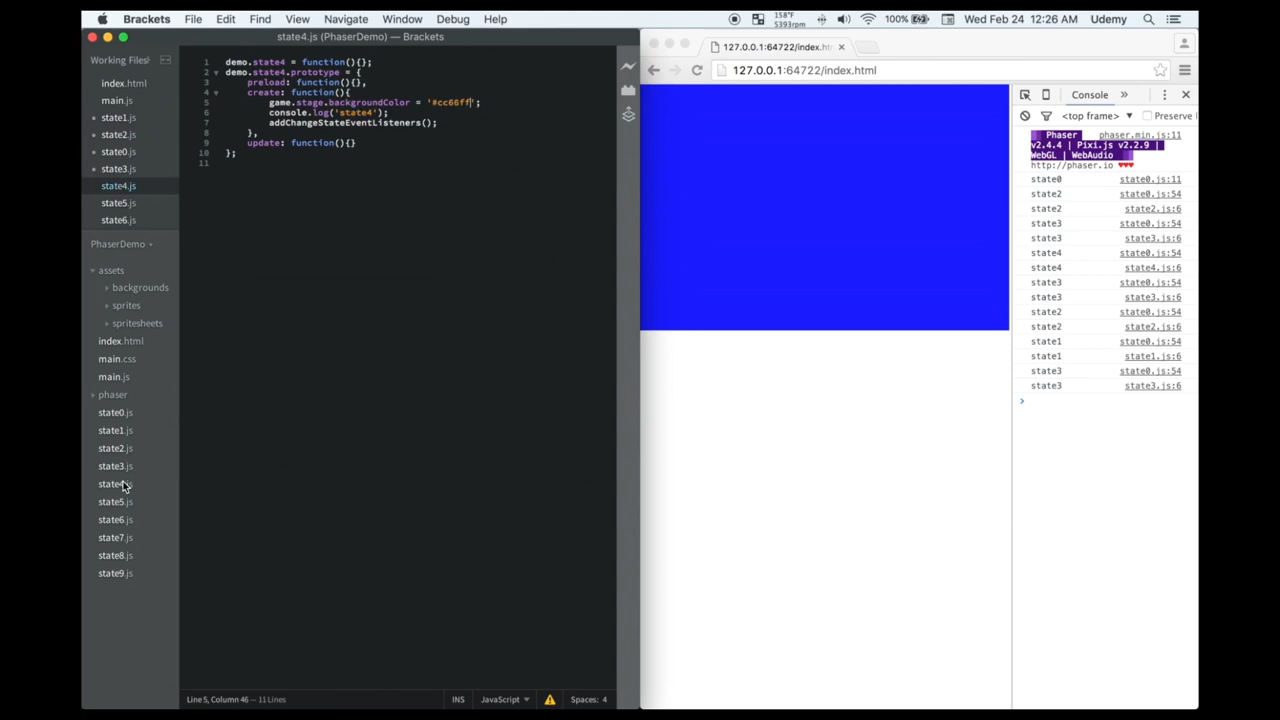 Brackets File Edit Find View Navigate Window Debug Help
158°F
5393rpm
100%
Wed Feb 24 12:26 AM Udemy
state4.js (PhaserDemo) — Brackets
Working Files
index.html
main.js
state1.js
state2.js
state0.js
state3.js
state4.js
state5.js
state6.js
PhaserDemo
assets
backgrounds
sprites
spritesheets
index.html
main.css
main.js
phaser
state0.js
state1.js
state2.js
state3.js
state4.js
state5.js
state6.js
state7.js
state8.js
state9.js
1 demo.state4 = function(){};
2 demo.state4.prototype = {
3 preload: function(){},
4 create: function(){
5 game.stage.backgroundColor = '#cc66ff';
6 console.log('state4');
7 addChangeStateEventListeners();
8 },
9 update: function(){}
10 };
11
Line 5, Column 46 — 11 Lines
INS JavaScript Spaces: 4
127.0.0.1:64722/index.htm
127.0.0.1:64722/index.html
Console »
<top frame> Preserve
Phaser phaser.min.js:11
v2.4.4 | Pixi.js v2.2.9 |
WebGL | WebAudio
http://phaser.io ♥♥♥
state0 state0.js:11
state2 state0.js:54
state2 state2.js:6
state3 state0.js:54
state3 state3.js:6
state4 state0.js:54
state4 state4.js:6
state3 state0.js:54
state3 state3.js:6
state2 state0.js:54
state2 state2.js:6
state1 state0.js:54
state1 state1.js:6
state3 state0.js:54
state3 state3.js:6